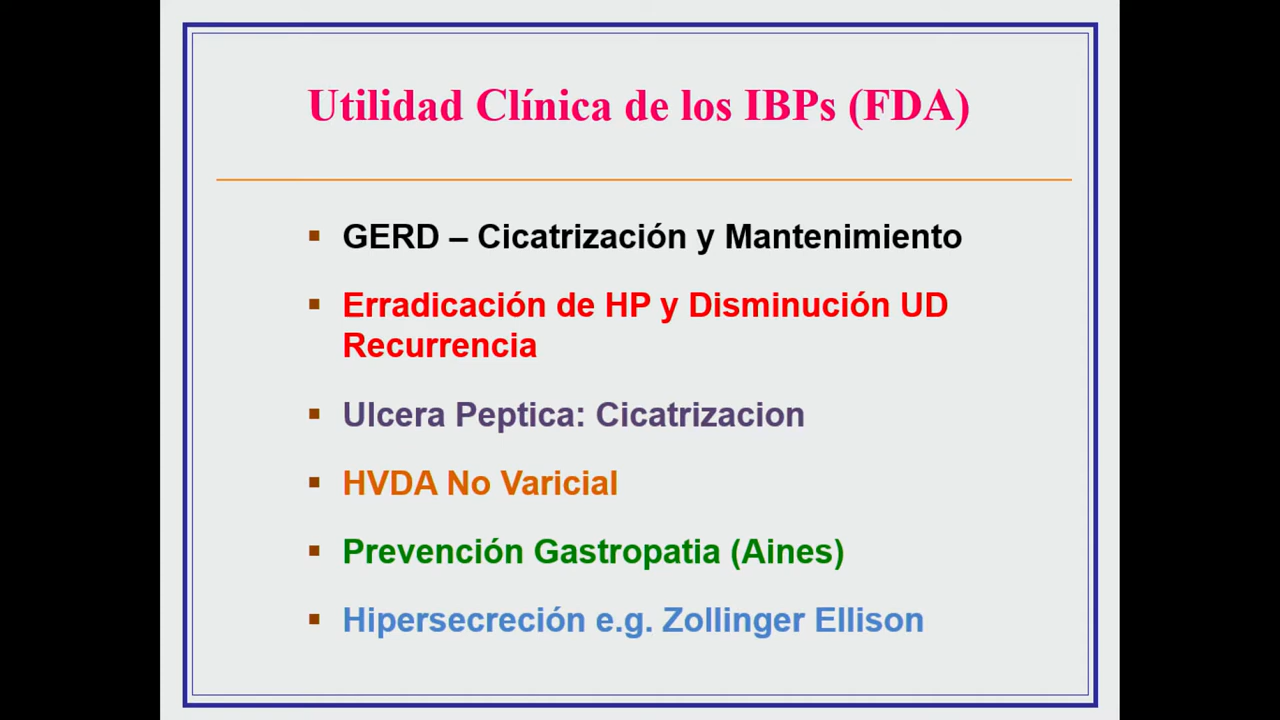 Utilidad Clínica de los IBPs (FDA)
GERD – Cicatrización y Mantenimiento
Erradicación de HP y Disminución UD
Recurrencia
Ulcera Peptica: Cicatrizacion
HVDA No Varicial
Prevención Gastropatia (Aines)
Hipersecreción e.g. Zollinger Ellison